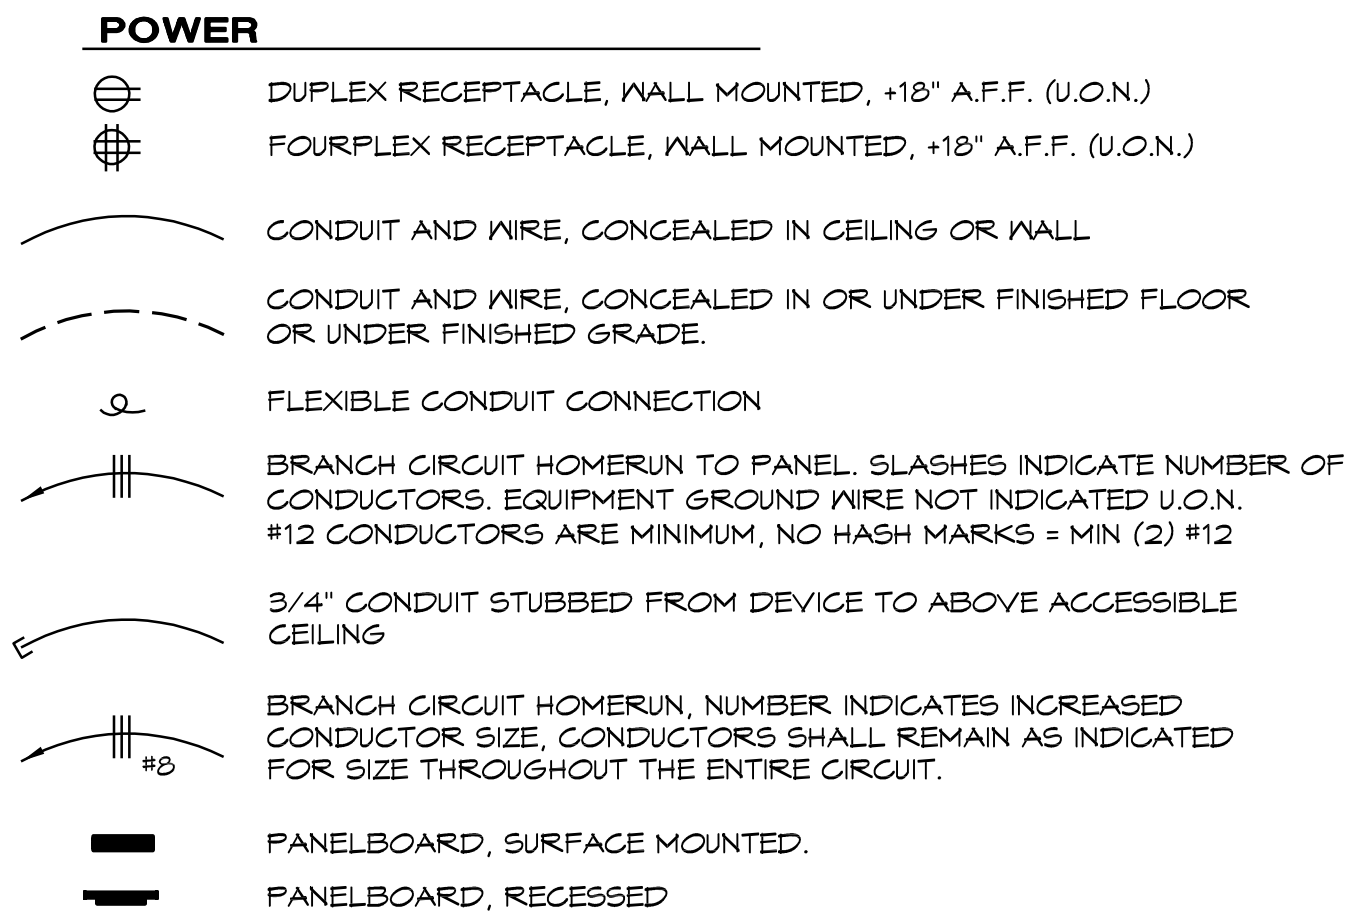 POWER
DUPLEX RECEPTACLE, WALL MOUNTED, +18" A.F.F. (U.O.N.)
FOURPLEX RECEPTACLE, WALL MOUNTED, +18" A.F.F. (U.O.N.)
CONDUIT AND WIRE, CONCEALED IN CEILING OR WALL
CONDUIT AND WIRE, CONCEALED IN OR UNDER FINISHED FLOOR
OR UNDER FINISHED GRADE.
FLEXIBLE CONDUIT CONNECTION
BRANCH CIRCUIT HOMERUN TO PANEL. SLASHES INDICATE NUMBER OF
CONDUCTORS. EQUIPMENT GROUND WIRE NOT INDICATED U.O.N.
#12 CONDUCTORS ARE MINIMUM, NO HASH MARKS = MIN (2) #12
3/4" CONDUIT STUBBED FROM DEVICE TO ABOVE ACCESSIBLE
CEILING
BRANCH CIRCUIT HOMERUN, NUMBER INDICATES INCREASED
CONDUCTOR SIZE, CONDUCTORS SHALL REMAIN AS INDICATED
FOR SIZE THROUGHOUT THE ENTIRE CIRCUIT.
#8
PANELBOARD, SURFACE MOUNTED.
PANELBOARD, RECESSED